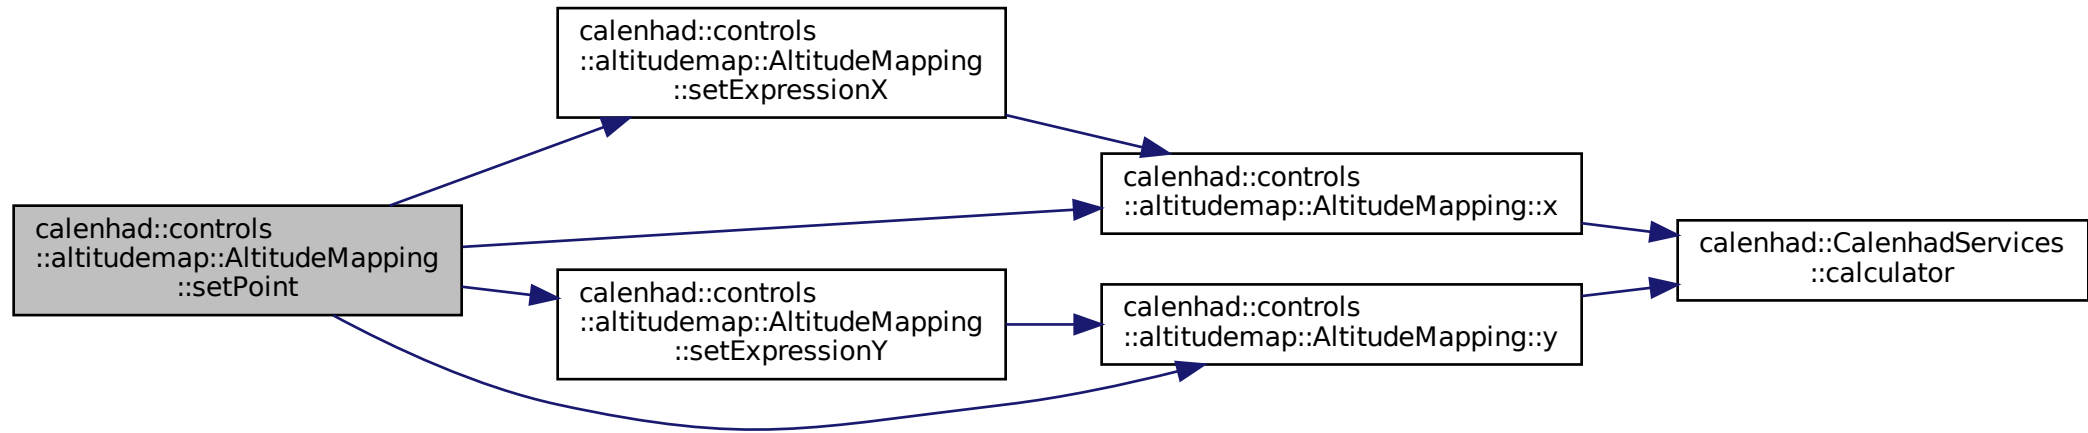 calenhad::controls
::altitudemap::AltitudeMapping
::setPoint
calenhad::controls
::altitudemap::AltitudeMapping
::setExpressionX
calenhad::controls
::altitudemap::AltitudeMapping::x
calenhad::CalenhadServices
::calculator
calenhad::controls
::altitudemap::AltitudeMapping
::setExpressionY
calenhad::controls
::altitudemap::AltitudeMapping::y